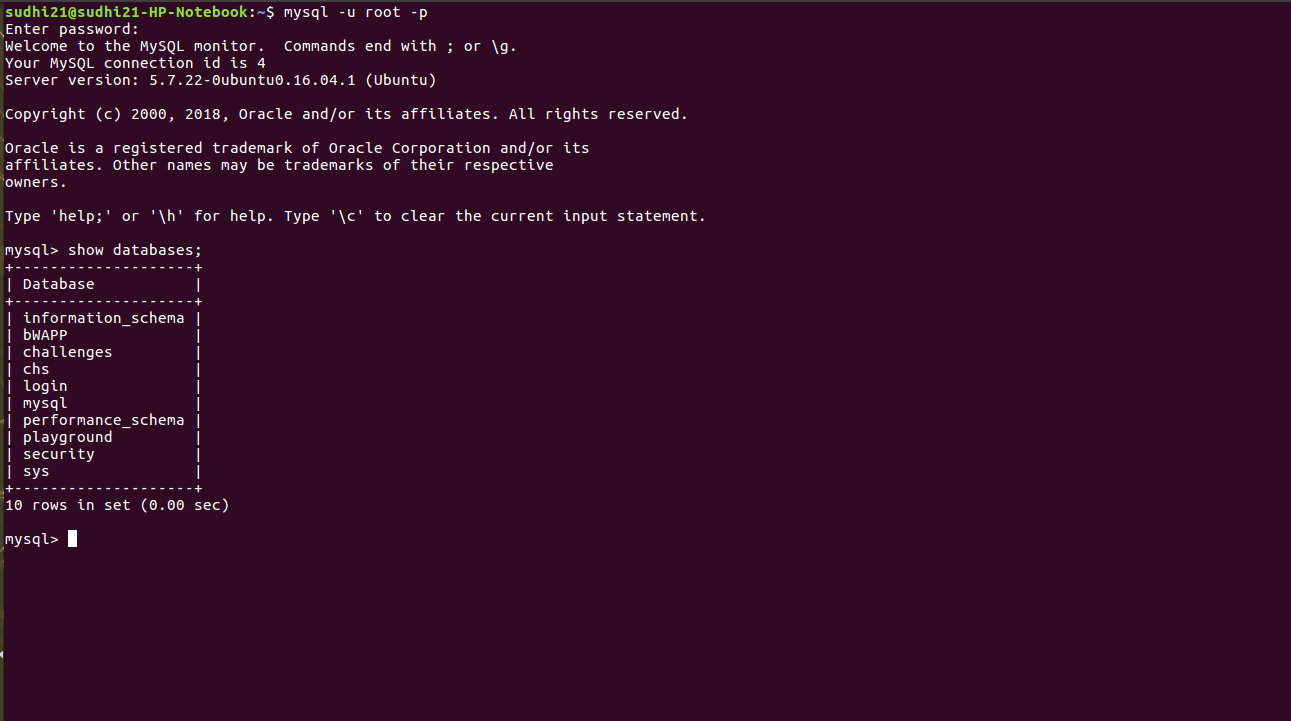 sudhi21@sudhi21-HP-Notebook:~$ mysql -u root -p
Enter password:
Welcome to the MySQL monitor.  Commands end with ; or \g.
Your MySQL connection id is 4
Server version: 5.7.22-0ubuntu0.16.04.1 (Ubuntu)

Copyright (c) 2000, 2018, Oracle and/or its affiliates. All rights reserved.

Oracle is a registered trademark of Oracle Corporation and/or its
affiliates. Other names may be trademarks of their respective
owners.

Type 'help;' or '\h' for help. Type '\c' to clear the current input statement.

mysql> show databases;
+--------------------+
| Database           |
+--------------------+
| information_schema |
| bWAPP              |
| challenges         |
| chs                |
| login              |
| mysql              |
| performance_schema |
| playground         |
| security           |
| sys                |
+--------------------+
10 rows in set (0.00 sec)

mysql>